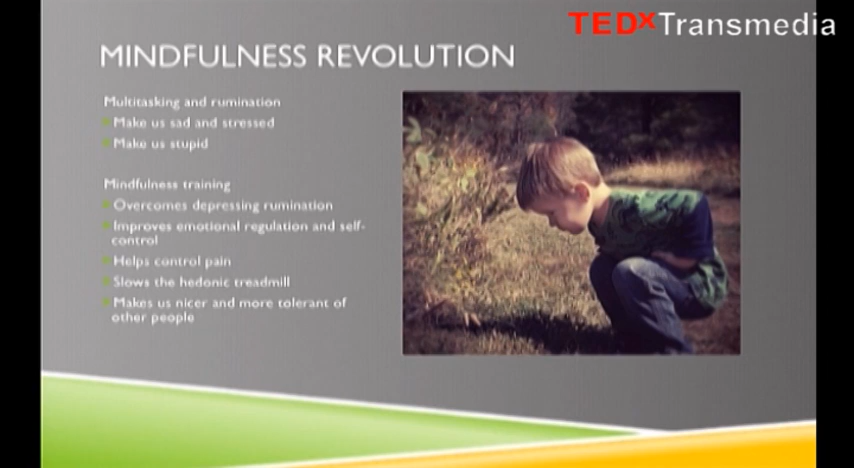 TEDxTransmedia
MINDFULNESS REVOLUTION
Multitasking and rumination
Make us sad and stressed
Make us stupid
Mindfulness training
Overcomes depressing rumination
Improves emotional regulation and self-
control
Helps control pain
Slows the hedonic treadmill
Makes us nicer and more tolerant of
other people